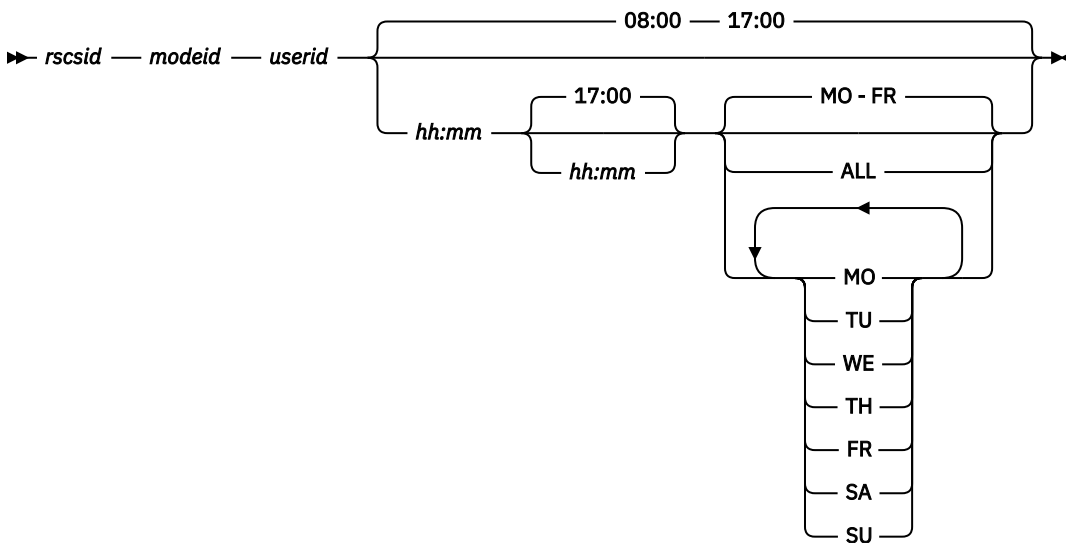 08:00 17:00
rscsid modeid userid
17:00 MO - FR
hh:mm
hh:mm ALL
MO
TU
WE
TH
FR
SA
SU